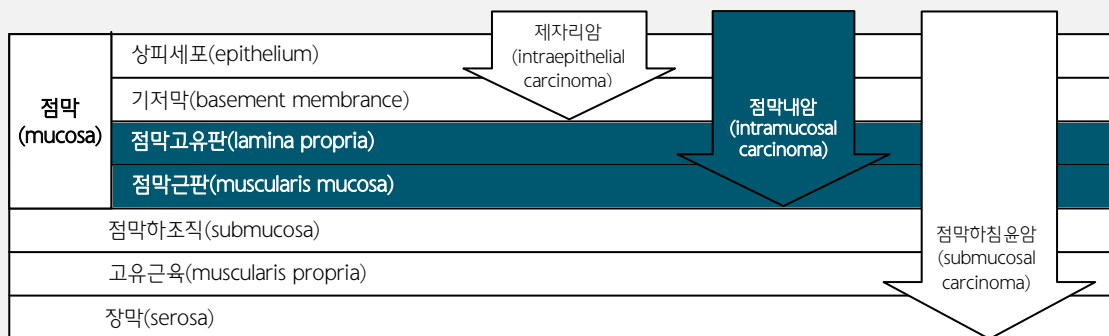 제자리암
(intraepithelial
carcinoma)
상피세포(epithelium)
기저막(basement membrane)
점막
(mucosa)
점막내암
(intramucosal
carcinoma)
점막고유판(lamina propria)
점막근판(muscularis mucosa)
점막하조직(submucosa)
점막하침윤암
(submucosal
carcinoma)
고유근육(muscularis propria)
장막(serosa)